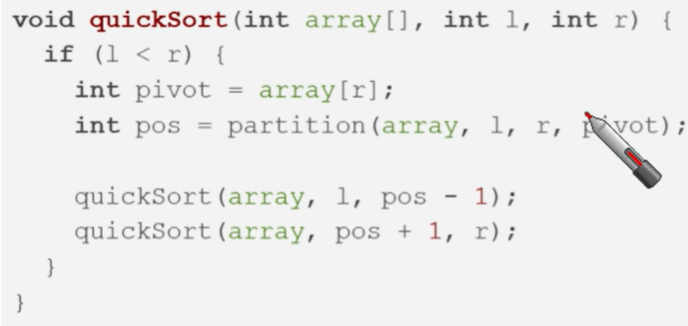 void quickSort(int array[], int l, int r) {
if (l < r) {
int pivot = array[r];
int pos = partition(array, l, r, pivot);
quickSort(array, l, pos - 1);
quickSort(array, pos + 1, r);
}
}